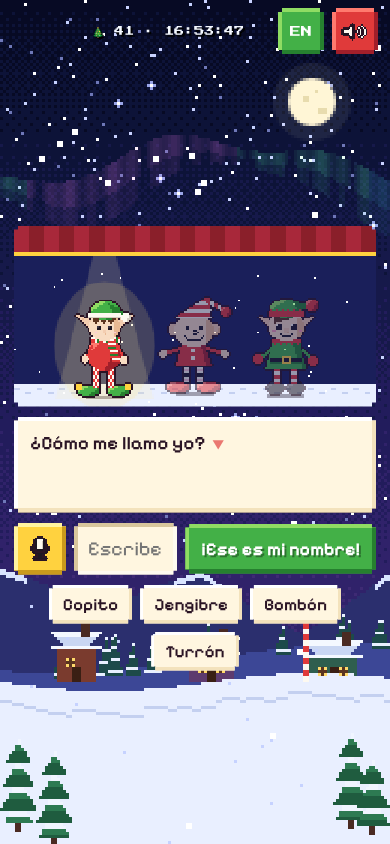 41 · 16:53:47
EN
¿Cómo me llamo yo? ▼
Escribe
¡Ese es mi nombre!
Copito
Jengibre
Bombón
Turrón